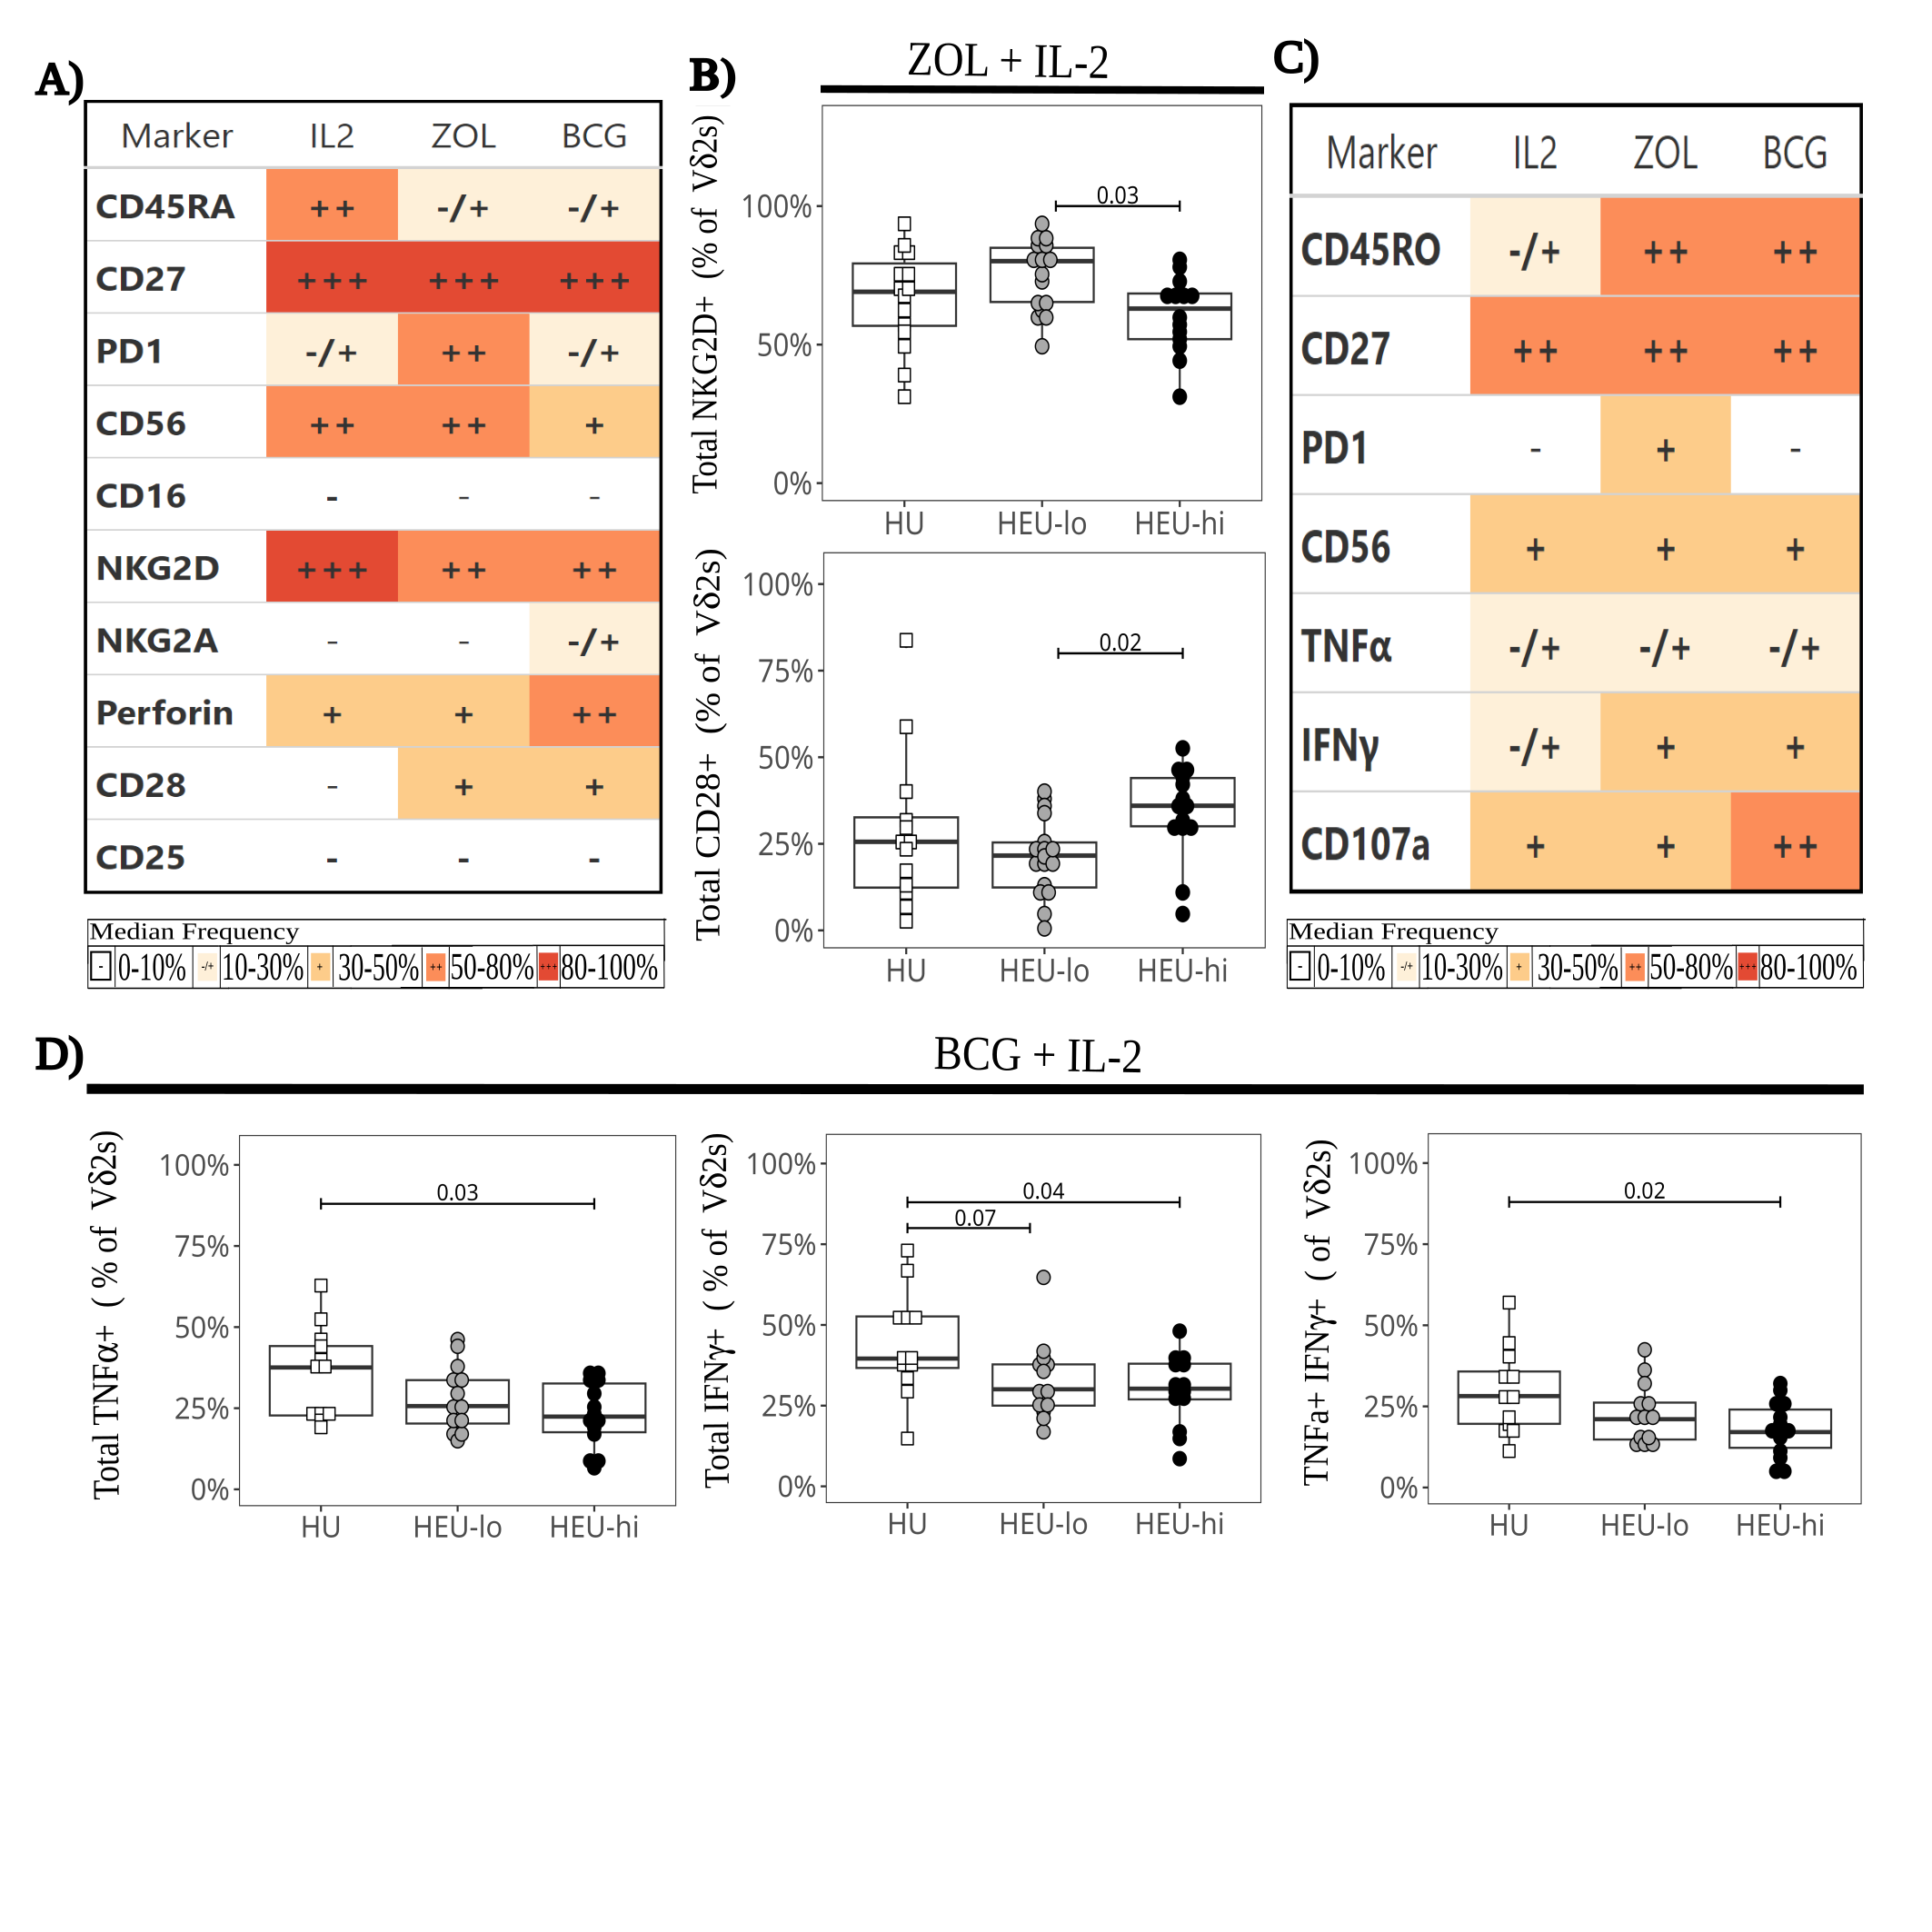 A)
Marker IL2 ZOL BCG
CD45RA ++ -/+ -/+
CD27 +++ +++ +++
PD1 -/+ ++ -/+
CD56 ++ ++ +
CD16 - - -
NKG2D +++ ++ ++
NKG2A - - -/+
Perforin + + ++
CD28 - + +
CD25 - - -
Median Frequency
- 0-10% -/+ 10-30% + 30-50% ++ 50-80% +++ 80-100%
B)
ZOL + IL-2
Total NKG2D+ (% of Vδ2s)
100%
50%
0%
0.03
HU HEU-lo HEU-hi
Total CD28+ (% of Vδ2s)
100%
75%
50%
25%
0%
0.02
HU HEU-lo HEU-hi
C)
Marker IL2 ZOL BCG
CD45RO -/+ ++ ++
CD27 ++ ++ ++
PD1 - + -
CD56 + + +
TNFα -/+ -/+ -/+
IFNγ -/+ + +
CD107a + + ++
Median Frequency
- 0-10% -/+ 10-30% + 30-50% ++ 50-80% +++ 80-100%
D)
BCG + IL-2
Total TNFα+ ( % of Vδ2s)
100%
75%
50%
25%
0%
0.03
HU HEU-lo HEU-hi
Total IFNγ+ ( % of Vδ2s)
100%
75%
50%
25%
0%
0.04
0.07
HU HEU-lo HEU-hi
TNFa+ IFNγ+ ( of Vδ2s)
100%
75%
50%
25%
0%
0.02
HU HEU-lo HEU-hi